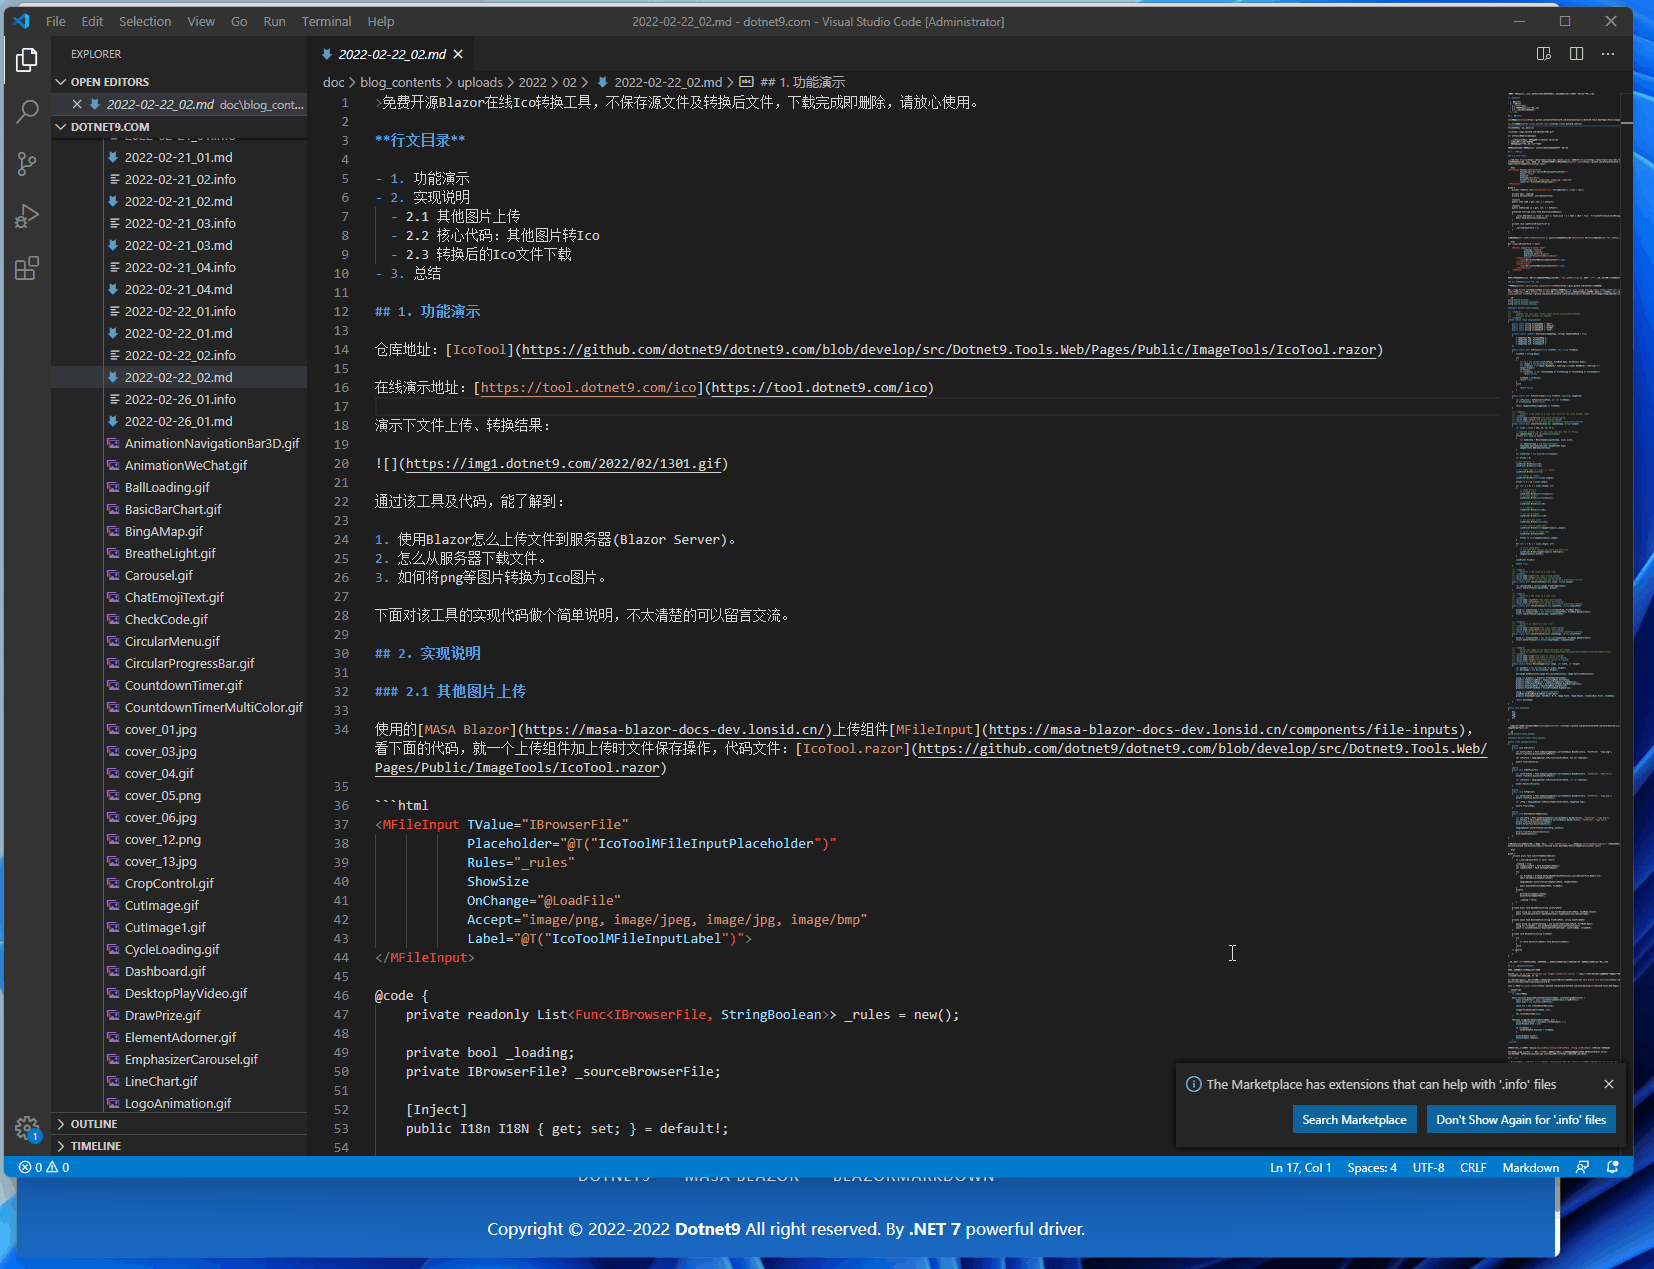 File Edit Selection View Go Run Terminal Help
2022-02-22_02.md - dotnet9.com - Visual Studio Code [Administrator]
EXPLORER
OPEN EDITORS
2022-02-22_02.md doc\blog_cont...
DOTNET9.COM
2022-02-21_01.md
2022-02-21_02.info
2022-02-21_02.md
2022-02-21_03.info
2022-02-21_03.md
2022-02-21_04.info
2022-02-21_04.md
2022-02-22_01.info
2022-02-22_01.md
2022-02-22_02.info
2022-02-22_02.md
2022-02-26_01.info
2022-02-26_01.md
AnimationNavigationBar3D.gif
AnimationWeChat.gif
BallLoading.gif
BasicBarChart.gif
BingAMap.gif
BreatheLight.gif
Carousel.gif
ChatEmojiText.gif
CheckCode.gif
CircularMenu.gif
CircularProgressBar.gif
CountdownTimer.gif
CountdownTimerMultiColor.gif
cover_01.jpg
cover_03.jpg
cover_04.gif
cover_05.png
cover_06.jpg
cover_12.png
cover_13.jpg
CropControl.gif
CutImage.gif
CutImage1.gif
CycleLoading.gif
Dashboard.gif
DesktopPlayVideo.gif
DrawPrize.gif
ElementAdorner.gif
EmphasizerCarousel.gif
LineChart.gif
LogoAnimation.gif
OUTLINE
TIMELINE
1
2022-02-22_02.md
doc > blog_contents > uploads > 2022 > 02 > 2022-02-22_02.md > ## 1. 功能演示
1 >免费开源Blazor在线Ico转换工具，不保存源文件及转换后文件，下载完成即删除，请放心使用。
2
3 **行文目录**
4
5 - 1. 功能演示
6 - 2. 实现说明
7 - 2.1 其他图片上传
8 - 2.2 核心代码：其他图片转Ico
9 - 2.3 转换后的Ico文件下载
10 - 3. 总结
11
12 ## 1. 功能演示
13
14 仓库地址：[IcoTool](https://github.com/dotnet9/dotnet9.com/blob/develop/src/Dotnet9.Tools.Web/Pages/Public/ImageTools/IcoTool.razor)
15
16 在线演示地址：[https://tool.dotnet9.com/ico](https://tool.dotnet9.com/ico)
17
18 演示下文件上传、转换结果：
19
20 ![](https://img1.dotnet9.com/2022/02/1301.gif)
21
22 通过该工具及代码，能了解到：
23
24 1. 使用Blazor怎么上传文件到服务器(Blazor Server)。
25 2. 怎么从服务器下载文件。
26 3. 如何将png等图片转换为Ico图片。
27
28 下面对该工具的实现代码做个简单说明，不太清楚的可以留言交流。
29
30 ## 2. 实现说明
31
32 ### 2.1 其他图片上传
33
34 使用的[MASA Blazor](https://masa-blazor-docs-dev.lonsid.cn/)上传组件[MFileInput](https://masa-blazor-docs-dev.lonsid.cn/components/file-inputs)，
看下面的代码，就一个上传组件加上传时文件保存操作，代码文件：[IcoTool.razor](https://github.com/dotnet9/dotnet9.com/blob/develop/src/Dotnet9.Tools.Web/
Pages/Public/ImageTools/IcoTool.razor)
35
36 ```html
37 <MFileInput TValue="IBrowserFile"
38 Placeholder="@T("IcoToolMFileInputPlaceholder")"
39 Rules="_rules"
40 ShowSize
41 OnChange="@LoadFile"
42 Accept="image/png, image/jpeg, image/jpg, image/bmp"
43 Label="@T("IcoToolMFileInputLabel")">
44 </MFileInput>
45
46 @code {
47 private readonly List<Func<IBrowserFile, StringBoolean>> _rules = new();
48
49 private bool _loading;
50 private IBrowserFile? _sourceBrowserFile;
51
52 [Inject]
53 public I18n I18N { get; set; } = default!;
54
The Marketplace has extensions that can help with '.info' files
Search Marketplace
Don't Show Again for '.info' files
0 0
Ln 17, Col 1 Spaces: 4 UTF-8 CRLF Markdown
Copyright © 2022-2022 Dotnet9 All right reserved. By .NET 7 powerful driver.